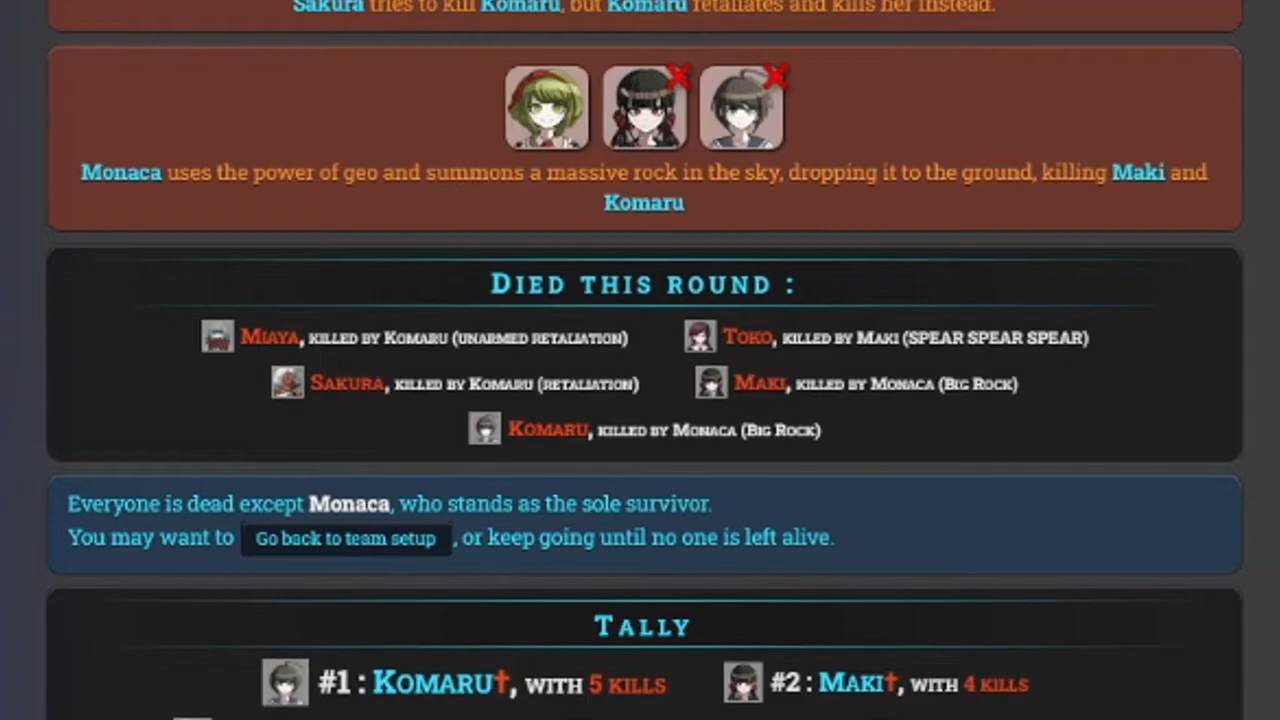 Sakura tries to kill Komaru, but Komaru retaliates and kills her instead.
Monaca uses the power of geo and summons a massive rock in the sky, dropping it to the ground, killing Maki and
Komaru
Died this round :
Miaya, killed by Komaru (unarmed retaliation)
Toko, killed by Maki (SPEAR SPEAR SPEAR)
Sakura, killed by Komaru (retaliation)
Maki, killed by Monaca (Big Rock)
Komaru, killed by Monaca (Big Rock)
Everyone is dead except Monaca, who stands as the sole survivor.
You may want to Go back to team setup , or keep going until no one is left alive.
Tally
#1 : Komaru†, with 5 kills
#2 : Maki†, with 4 kills